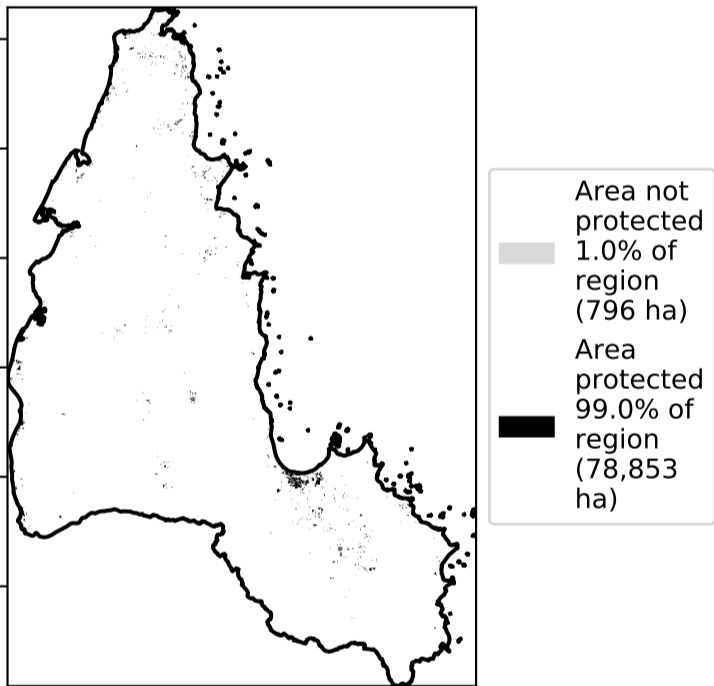 Area not
protected
1.0% of
region
(796 ha)
Area
protected
99.0% of
region
(78,853
ha)